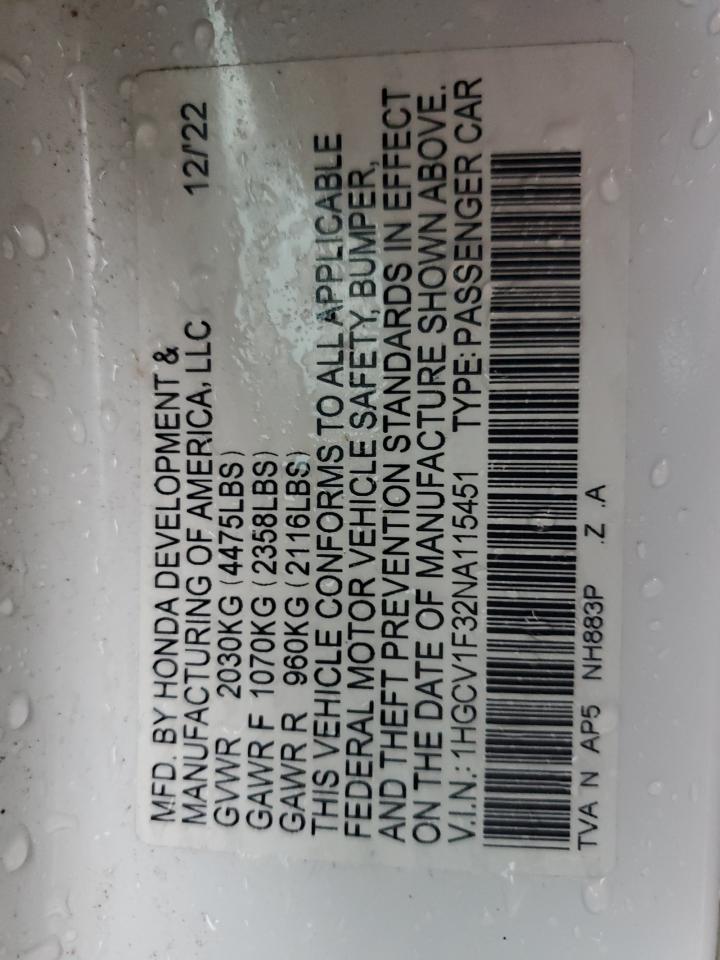 MFD. BY HONDA DEVELOPMENT &
MANUFACTURING OF AMERICA, LLC 12/'22
GVWR 2030KG (4475LBS)
GAWR F 1070KG (2358LBS)
GAWR R 960KG (2116LBS)
THIS VEHICLE CONFORMS TO ALL APPLICABLE
FEDERAL MOTOR VEHICLE SAFETY, BUMPER,
AND THEFT PREVENTION STANDARDS IN EFFECT
ON THE DATE OF MANUFACTURE SHOWN ABOVE.
V.I.N.: 1HGCV1F32NA115451 TYPE: PASSENGER CAR
TVA N AP5 NH883P .Z .A